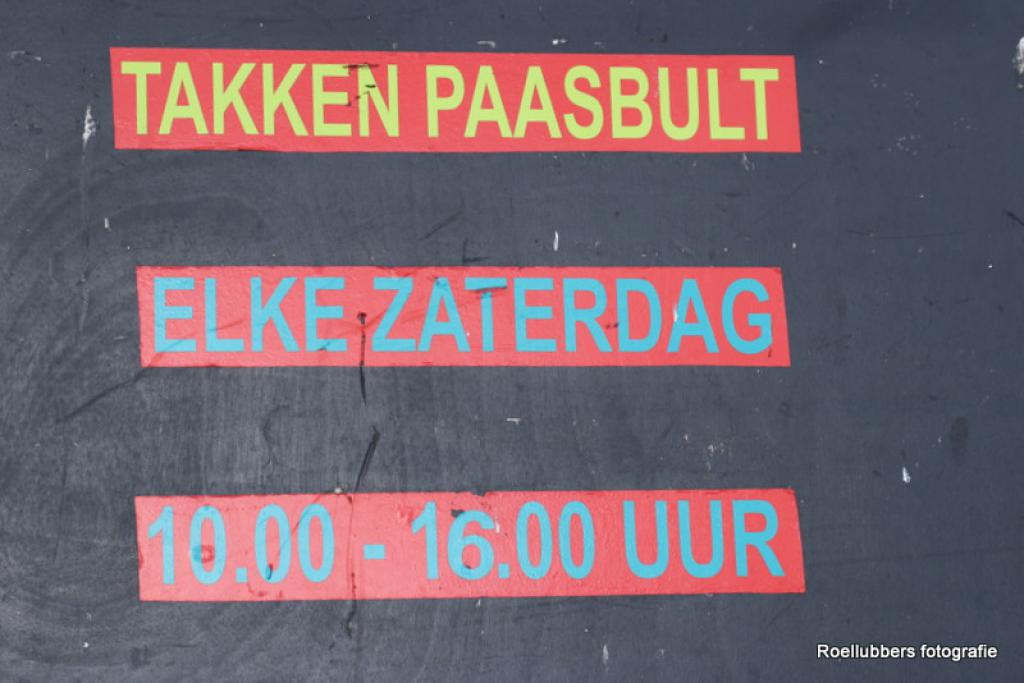 TAKKEN PAASBULT
ELKE ZATERDAG
10.00 - 16.00 UUR
Roellubbers fotografie